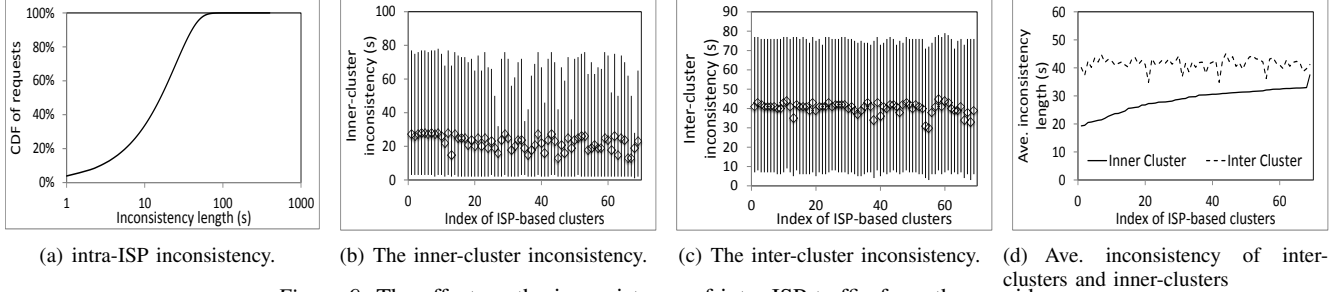 100%
80%
60%
40%
20%
0%
CDF of requests
1
10
100
1000
Inconsistency length (s)
(a) intra-ISP inconsistency.
100
80
60
40
20
0
Inner-cluster
inconsistency (s)
0
20
40
60
Index of ISP-based clusters
(b) The inner-cluster inconsistency.
90
80
70
60
50
40
30
20
10
0
Inter-cluster
inconsistency (s)
0
20
40
60
Index of ISP-based clusters
(c) The inter-cluster inconsistency.
60
50
40
30
20
10
0
Ave. inconsistency
length (s)
Inner Cluster
Inter Cluster
0
20
40
60
Index of ISP-based clusters
(d) Ave. inconsistency of inter-
clusters and inner-clusters